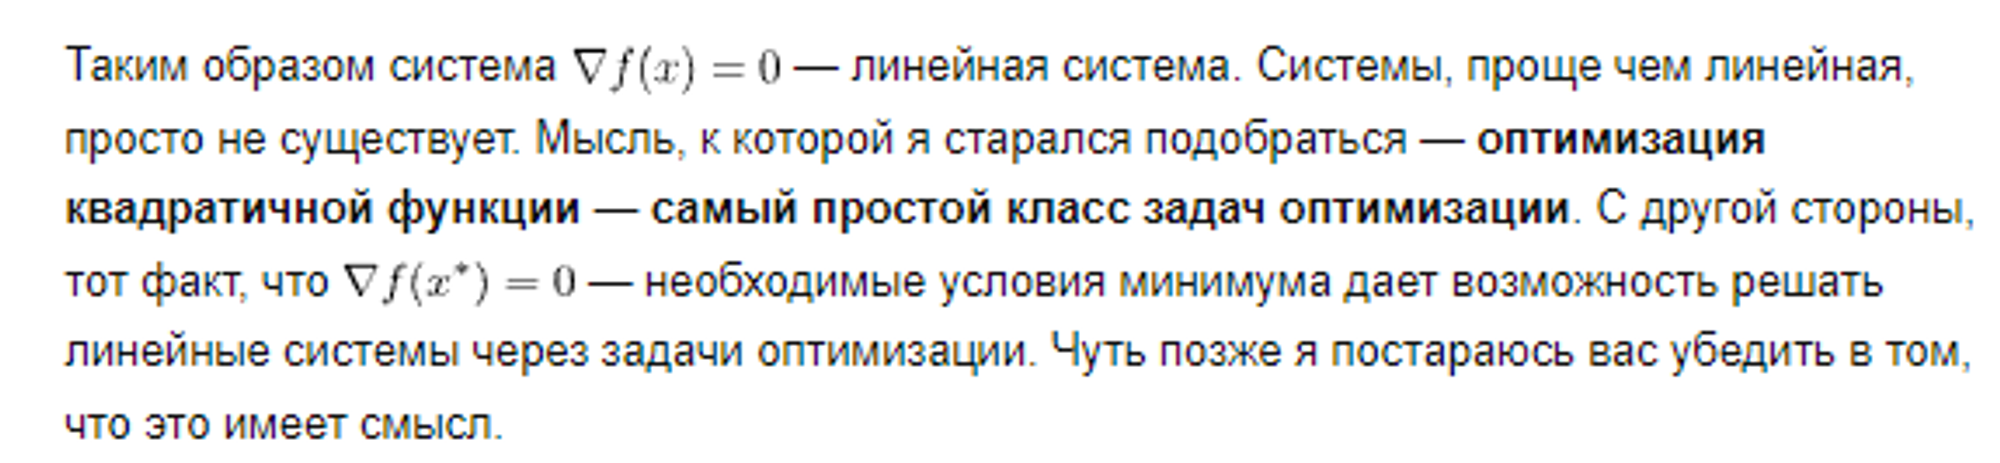 Таким образом система ∇f(x) = 0 — линейная система. Системы, проще чем линейная,
просто не существует. Мысль, к которой я старался подобраться — оптимизация
квадратичной функции — самый простой класс задач оптимизации. С другой стороны,
тот факт, что ∇f(x*) = 0 — необходимые условия минимума дает возможность решать
линейные системы через задачи оптимизации. Чуть позже я постараюсь вас убедить в том,
что это имеет смысл.